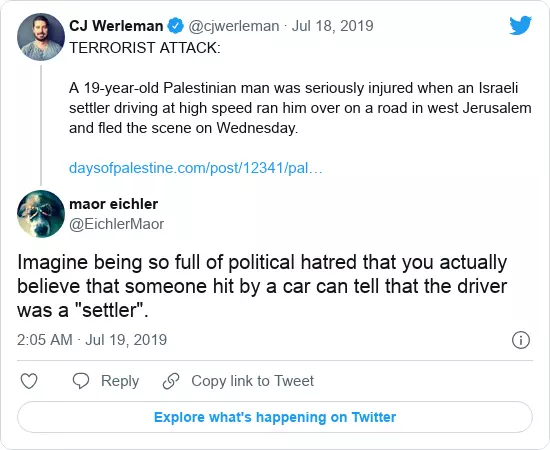 CJ Werleman @cjwerleman · Jul 18, 2019
TERRORIST ATTACK:
A 19-year-old Palestinian man was seriously injured when an Israeli
settler driving at high speed ran him over on a road in west Jerusalem
and fled the scene on Wednesday.
daysofpalestine.com/post/12341/pal…
maor eichler
@EichlerMaor
Imagine being so full of political hatred that you actually
believe that someone hit by a car can tell that the driver
was a "settler".
2:05 AM · Jul 19, 2019
Reply Copy link to Tweet
Explore what's happening on Twitter